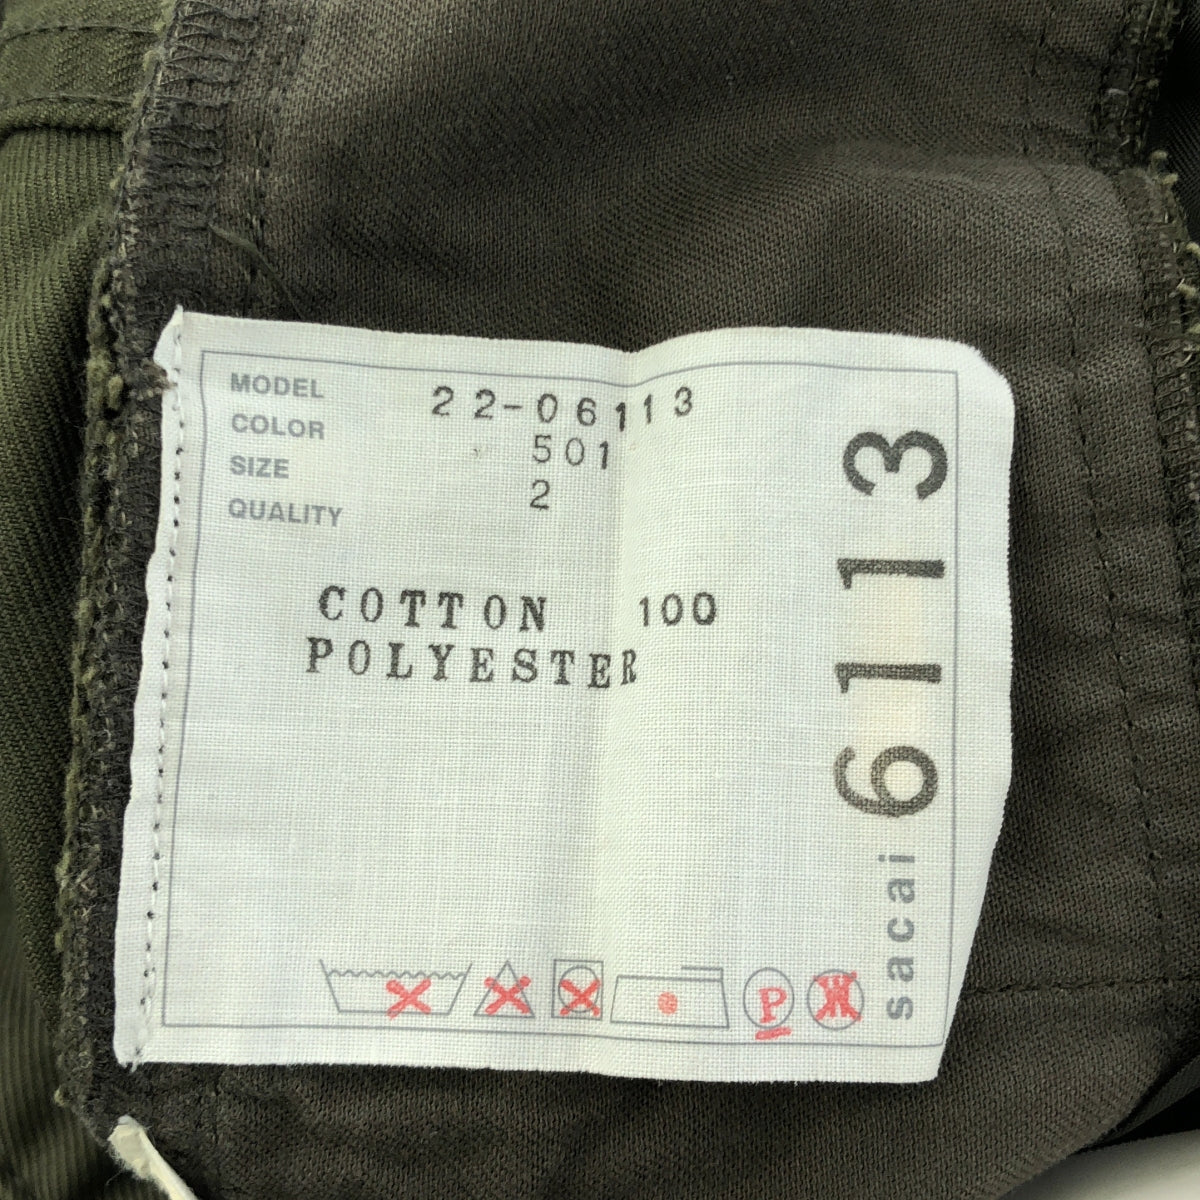 MODEL 22-06113
COLOR 501
SIZE 2
QUALITY
COTTON 100
POLYESTER
sacai 6113
P
W